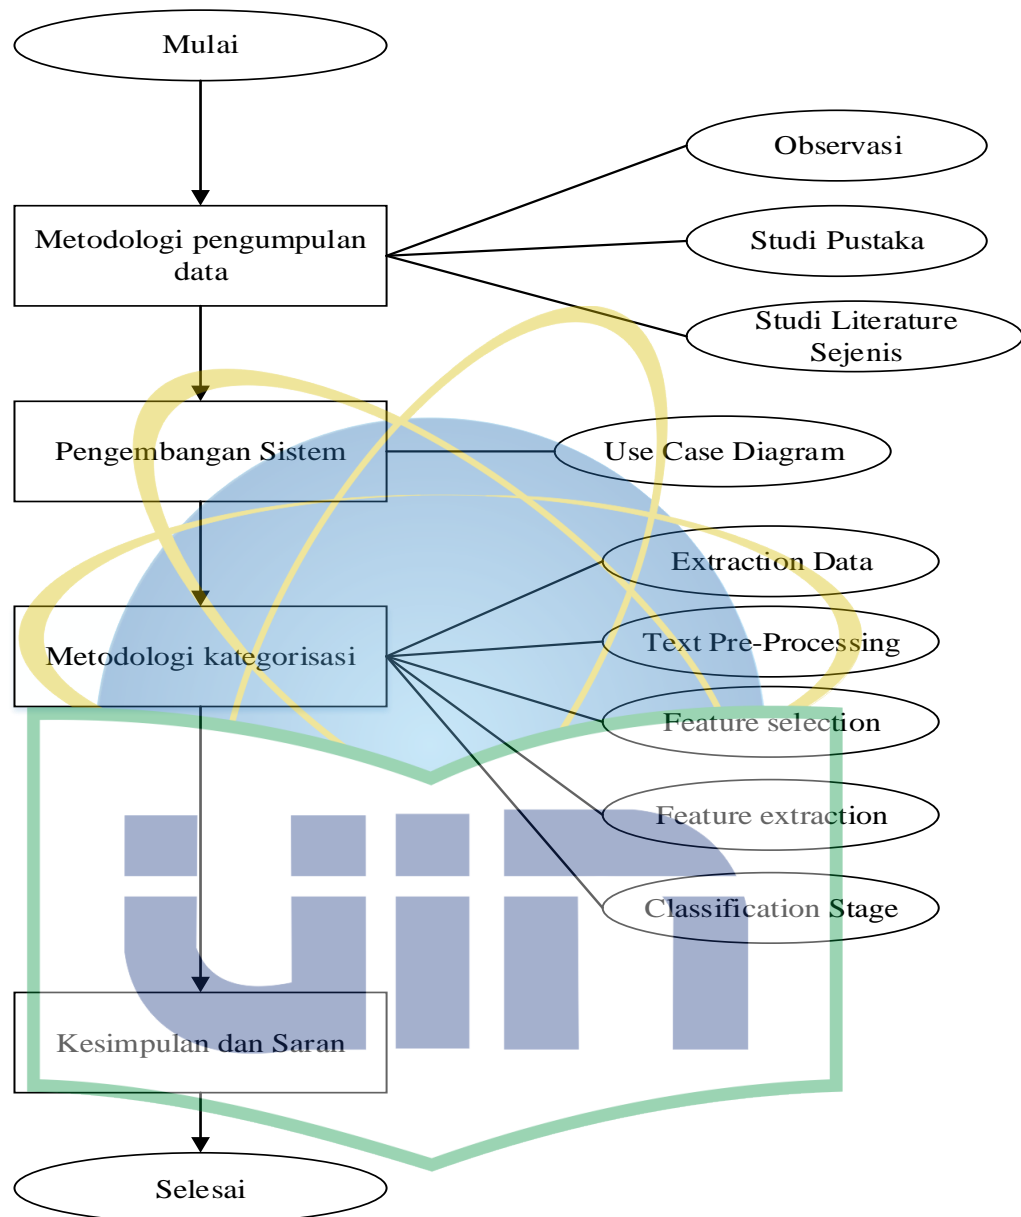 Mulai
Observasi
Metodologi pengumpulan
data
Studi Pustaka
Studi Literature
Sejenis
Pengembangan Sistem
Use Case Diagram
Extraction Data
Text Pre-Processing
Metodologi kategorisasi
Feature selection
Feature extraction
Classification Stage
Kesimpulan dan Saran
Selesai
uin